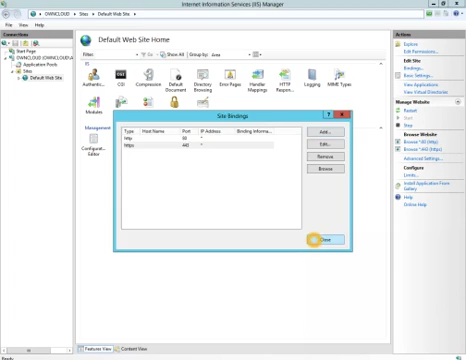 Internet Information Services (IIS) Manager
OWNCLOUD
Sites
Default Web Site
File View Help
Connections
Start Page
OWNCLOUD (OWNCLOUD\A
Application Pools
Sites
Default Web Site
Default Web Site Home
Filter:
Go
Show All
Group by:
Area
IIS
Authentic...
CGI
Compression
Default Document
Directory Browsing
Error Pages
Handler Mappings
HTTP Respon...
Logging
MIME Types
Modules
Management
Configurat... Editor
Site Bindings
Type Host Name Port IP Address Binding Informa...
http 80 *
https 443 *
Add...
Edit...
Remove
Browse
Close
Features View
Content View
Ready
Actions
Explore
Edit Permissions...
Edit Site
Bindings...
Basic Settings...
View Applications
View Virtual Directories
Manage Website
Restart
Start
Stop
Browse Website
Browse *:80 (http)
Browse *:443 (https)
Advanced Settings...
Configure
Limits...
Install Application From Gallery
Help
Online Help